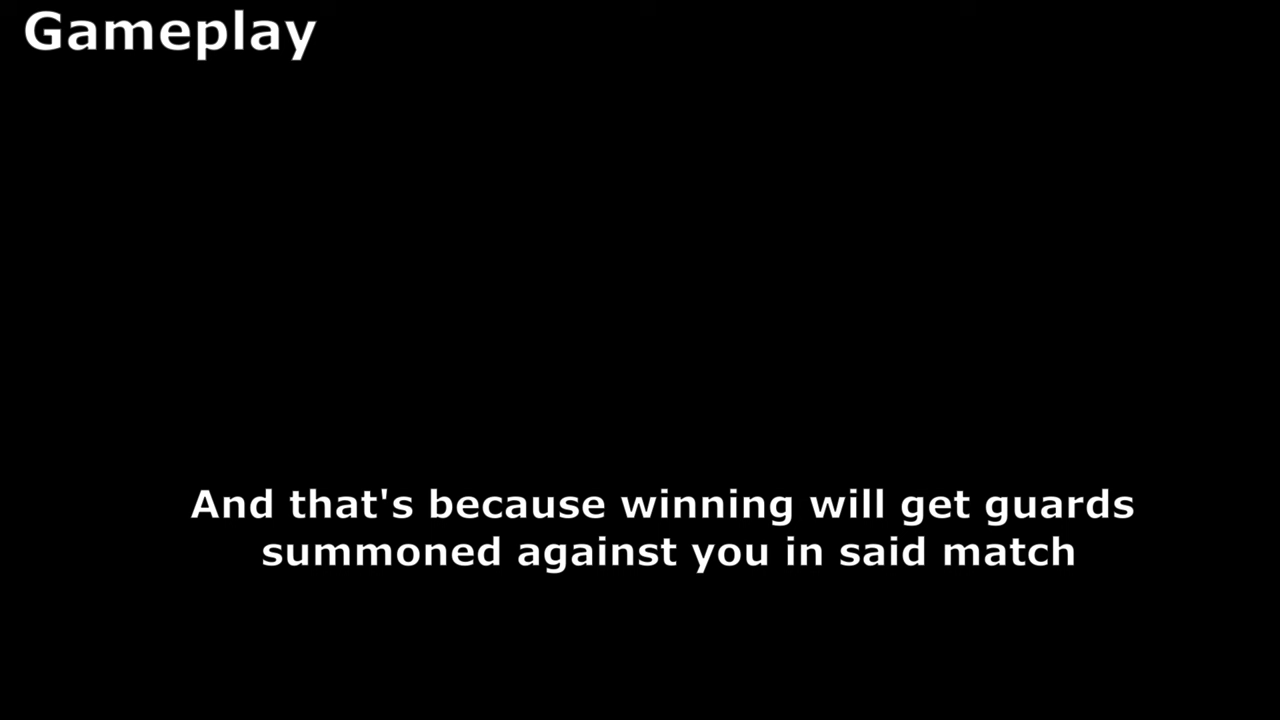 Gameplay
And that's because winning will get guards
summoned against you in said match